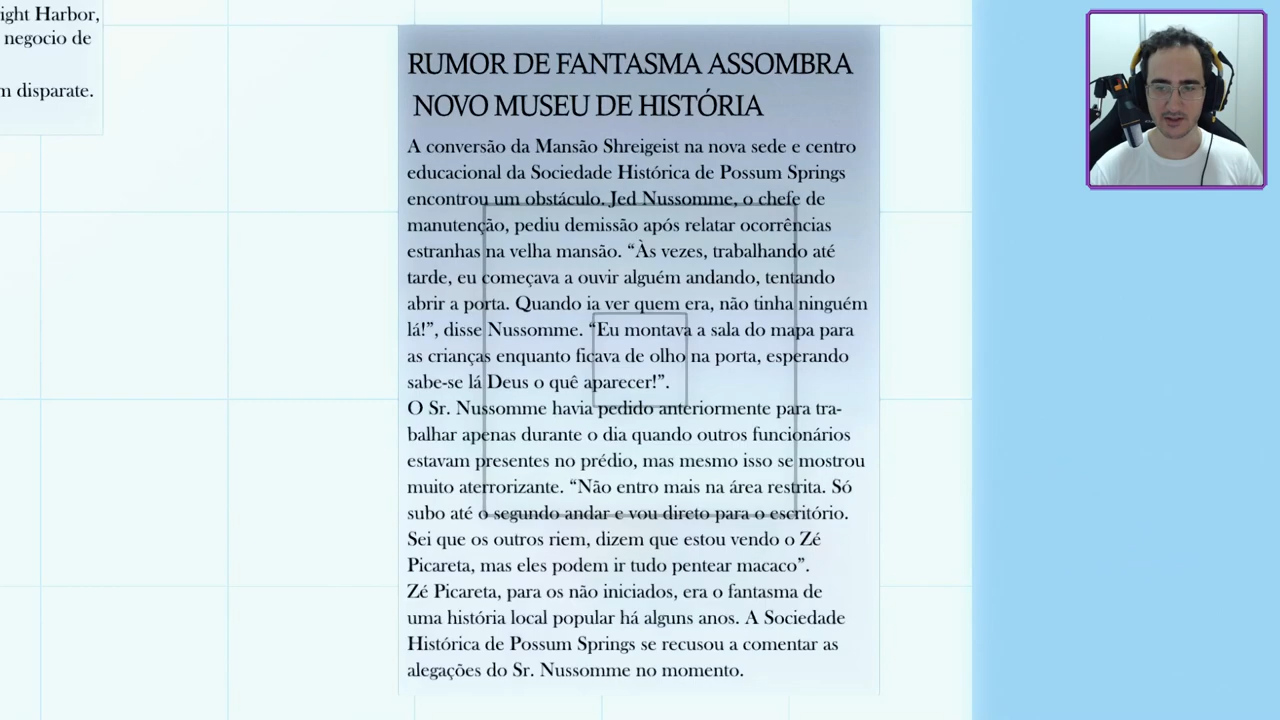 ight Harbor,
negocio de
m disparate.
RUMOR DE FANTASMA ASSOMBRA
NOVO MUSEU DE HISTÓRIA
A conversão da Mansão Shreigeist na nova sede e centro
educacional da Sociedade Histórica de Possum Springs
encontrou um obstáculo. Jed Nussomme, o chefe de
manutenção, pediu demissão após relatar ocorrências
estranhas na velha mansão. “Às vezes, trabalhando até
tarde, eu começava a ouvir alguém andando, tentando
abrir a porta. Quando ia ver quem era, não tinha ninguém
lá!”, disse Nussomme. “Eu montava a sala do mapa para
as crianças enquanto ficava de olho na porta, esperando
sabe-se lá Deus o quê aparecer!”.
O Sr. Nussomme havia pedido anteriormente para tra-
balhar apenas durante o dia quando outros funcionários
estavam presentes no prédio, mas mesmo isso se mostrou
muito aterrorizante. “Não entro mais na área restrita. Só
subo até o segundo andar e vou direto para o escritório.
Sei que os outros riem, dizem que estou vendo o Zé
Picareta, mas eles podem ir tudo pentear macaco”.
Zé Picareta, para os não iniciados, era o fantasma de
uma história local popular há alguns anos. A Sociedade
Histórica de Possum Springs se recusou a comentar as
alegações do Sr. Nussomme no momento.